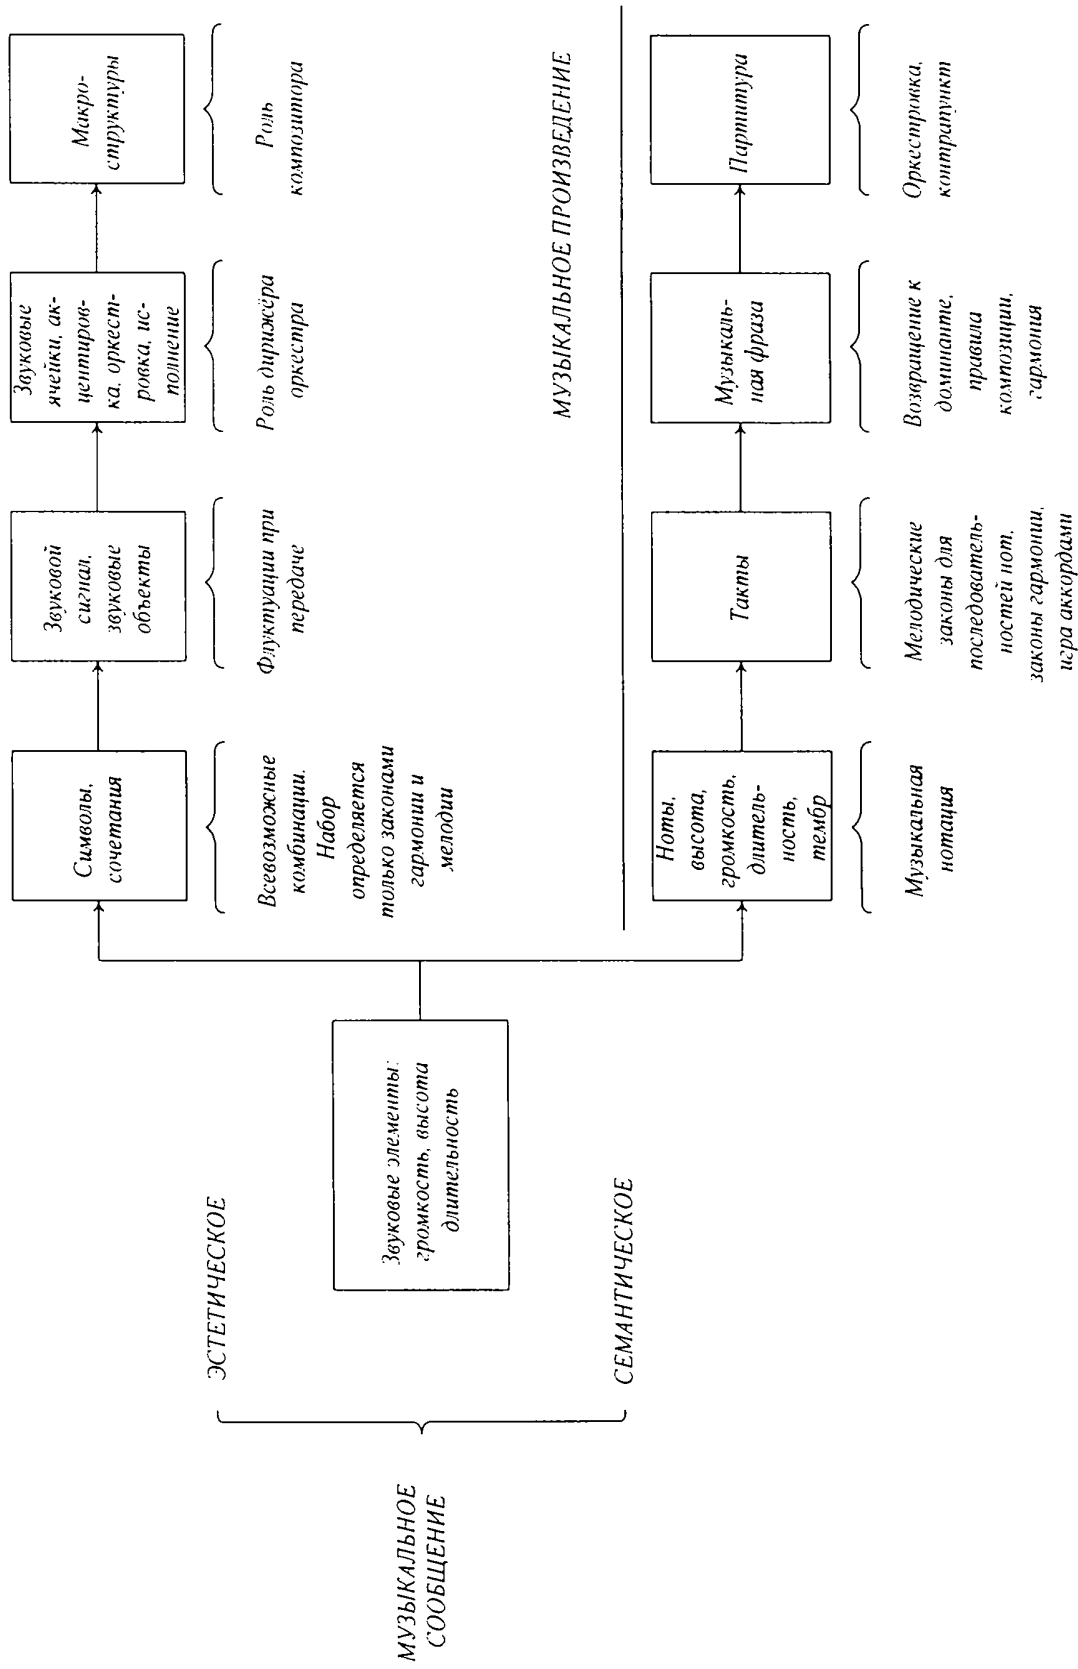 МУЗЫКАЛЬНОЕ
СООБЩЕНИЕ
ЭСТЕТИЧЕСКОЕ
СЕМАНТИЧЕСКОЕ
Звуковые элементы:
громкость, высота
длительность
Символы,
сочетания
Звуковой
сигнал,
звуковые
объекты
Звуковые
ячейки, ак-
центиров-
ка, оркест-
ровка, ис-
полнение
Макро-
структуры
Всевозможные
комбинации.
Набор
определяется
только законами
гармонии и
мелодии
Флуктуации при
передаче
Роль дирижёра
оркестра
Роль
композитора
МУЗЫКАЛЬНОЕ ПРОИЗВЕДЕНИЕ
Ноты,
высота,
громкость,
длитель-
ность,
тембр
Такты
Музыкаль-
ная фраза
Партитура
Музыкальная
нотация
Мелодические
законы для
последователь-
ностей нот,
законы гармонии,
игра аккордами
Возвращение к
доминанте,
правила
композиции,
гармония
Оркестровка,
контрапункт